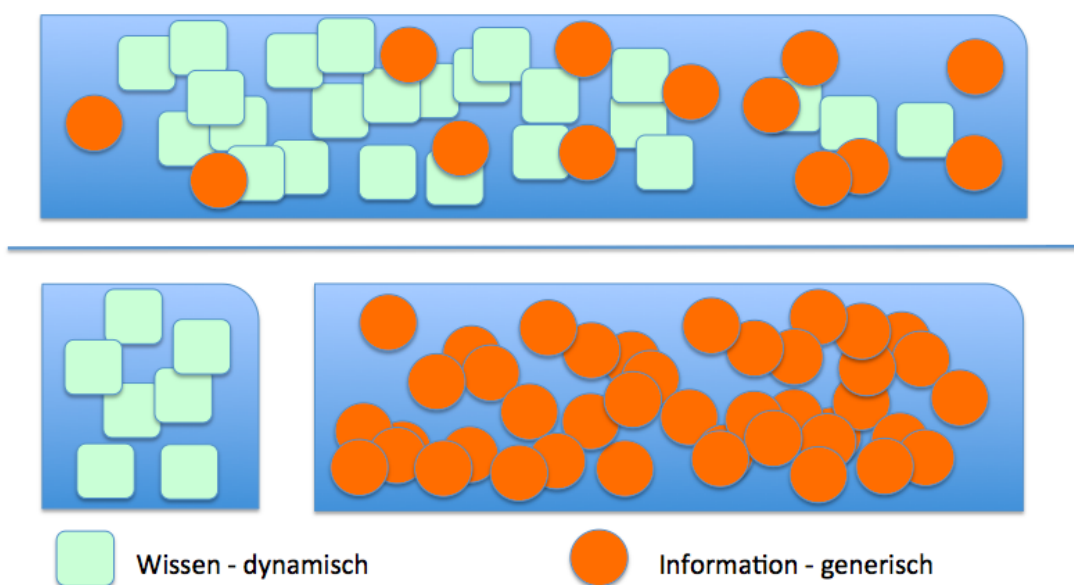 Wissen - dynamisch
Information - generisch